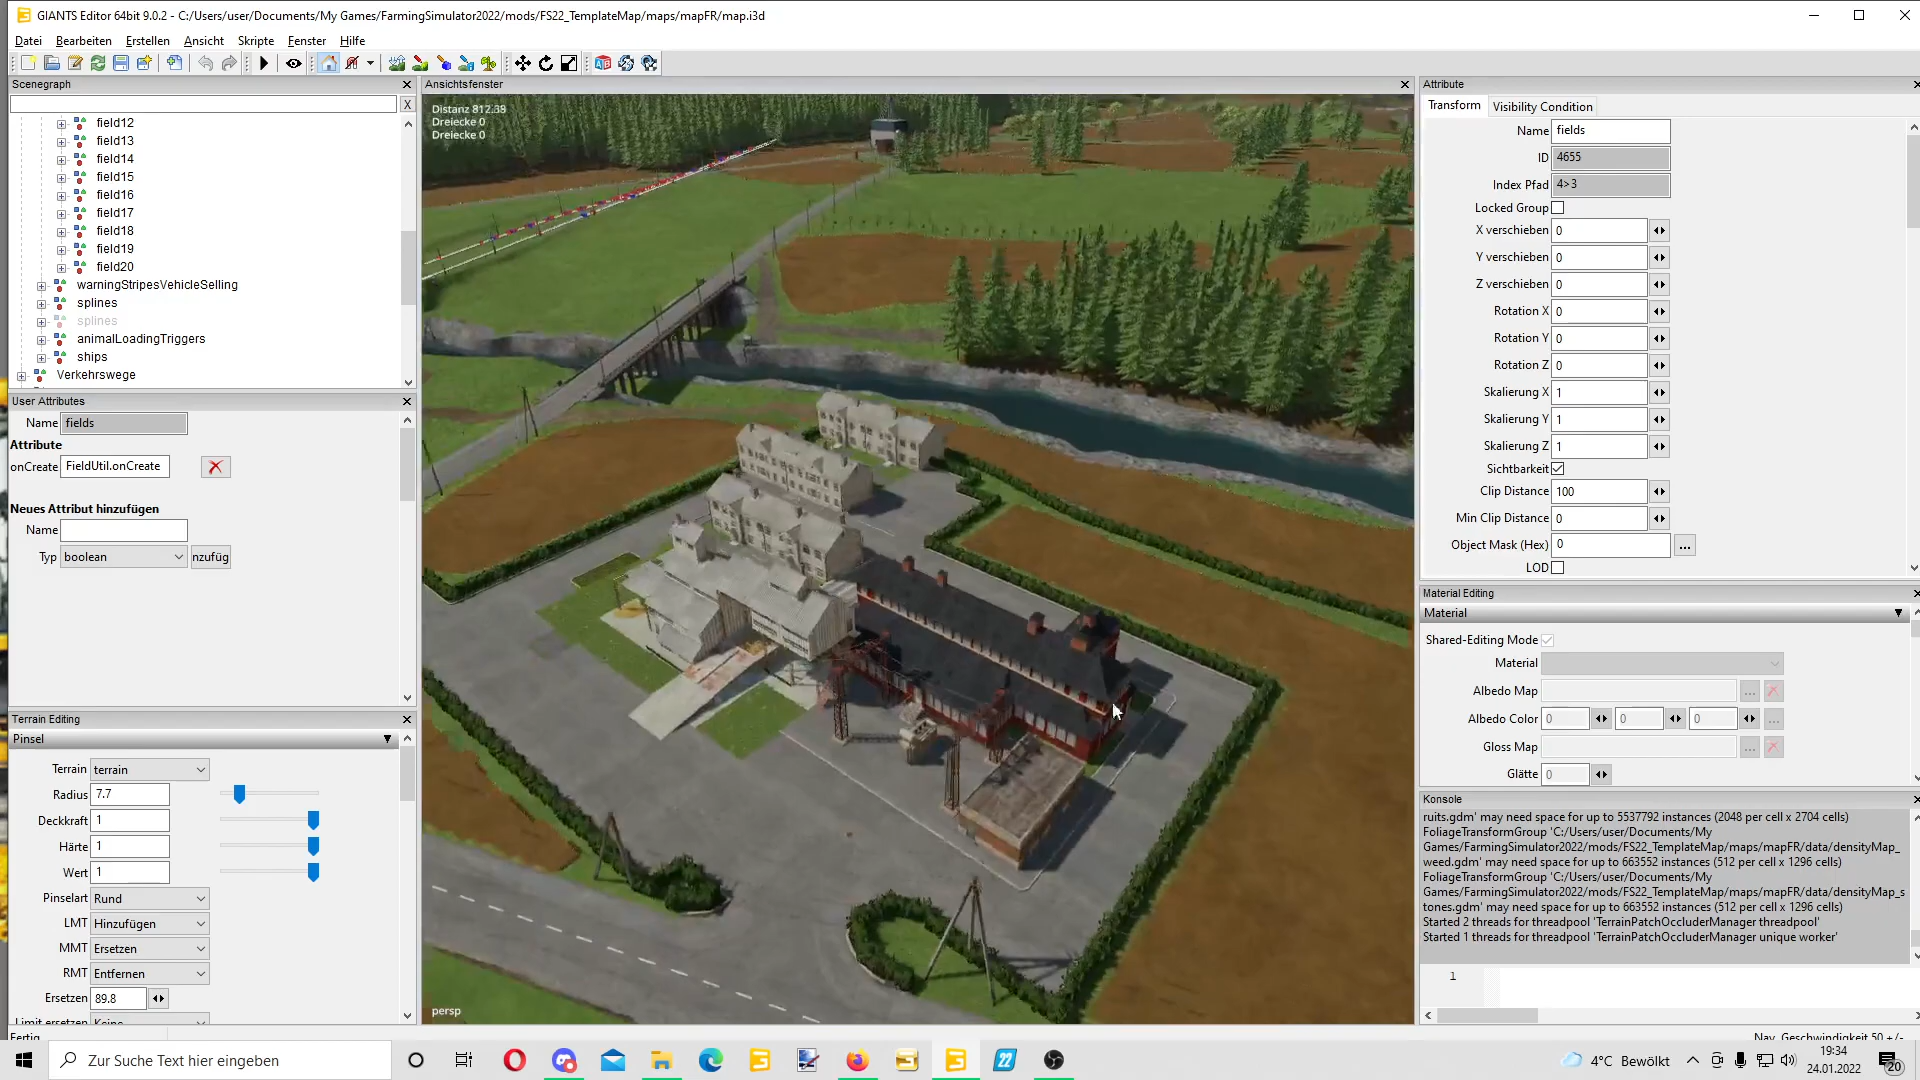 GIANTS Editor 64bit 9.0.2 - C:/Users/user/Documents/My Games/FarmingSimulator2022/mods/FS22_TemplateMap/maps/mapFR/map.i3d
Datei Bearbeiten Erstellen Ansicht Skripte Fenster Hilfe
Scenegraph
X
field12
field13
field14
field15
field16
field17
field18
field19
field20
warningStripesVehicleSelling
splines
splines
animalLoadingTriggers
ships
Verkehrswege
User Attributes
Name fields
Attribute
onCreate FieldUtil.onCreate
Neues Attribut hinzufügen
Name
Typ boolean nzufüg
Terrain Editing
Pinsel
Terrain terrain
Radius 7.7
Deckkraft 1
Härte 1
Wert 1
Pinselart Rund
LMT Hinzufügen
MMT Ersetzen
RMT Entfernen
Ersetzen 89.8
Limit ersetzen Keine
Fertig
Ansichtsfenster
Distanz 812.38
Dreiecke 0
Dreiecke 0
persp
Attribute
Transform Visibility Condition
Name fields
ID 4655
Index Pfad 4>3
Locked Group
X verschieben 0
Y verschieben 0
Z verschieben 0
Rotation X 0
Rotation Y 0
Rotation Z 0
Skalierung X 1
Skalierung Y 1
Skalierung Z 1
Sichtbarkeit
Clip Distance 100
Min Clip Distance 0
Object Mask (Hex) 0 ...
LOD
Material Editing
Material
Shared-Editing Mode
Material
Albedo Map ...
Albedo Color 0 0 0 ...
Gloss Map ...
Glätte 0
Konsole
ruits.gdm' may need space for up to 5537792 instances (2048 per cell x 2704 cells)
FoliageTransformGroup 'C:/Users/user/Documents/My
Games/FarmingSimulator2022/mods/FS22_TemplateMap/maps/mapFR/data/densityMap_
weed.gdm' may need space for up to 663552 instances (512 per cell x 1296 cells)
FoliageTransformGroup 'C:/Users/user/Documents/My
Games/FarmingSimulator2022/mods/FS22_TemplateMap/maps/mapFR/data/densityMap_s
tones.gdm' may need space for up to 663552 instances (512 per cell x 1296 cells)
Started 2 threads for threadpool 'TerrainPatchOccluderManager threadpool'
Started 1 threads for threadpool 'TerrainPatchOccluderManager unique worker'
1
Nav. Geschwindigkeit 50 +/-
Zur Suche Text hier eingeben
22
4°C Bewölkt
19:34
24.01.2022
20